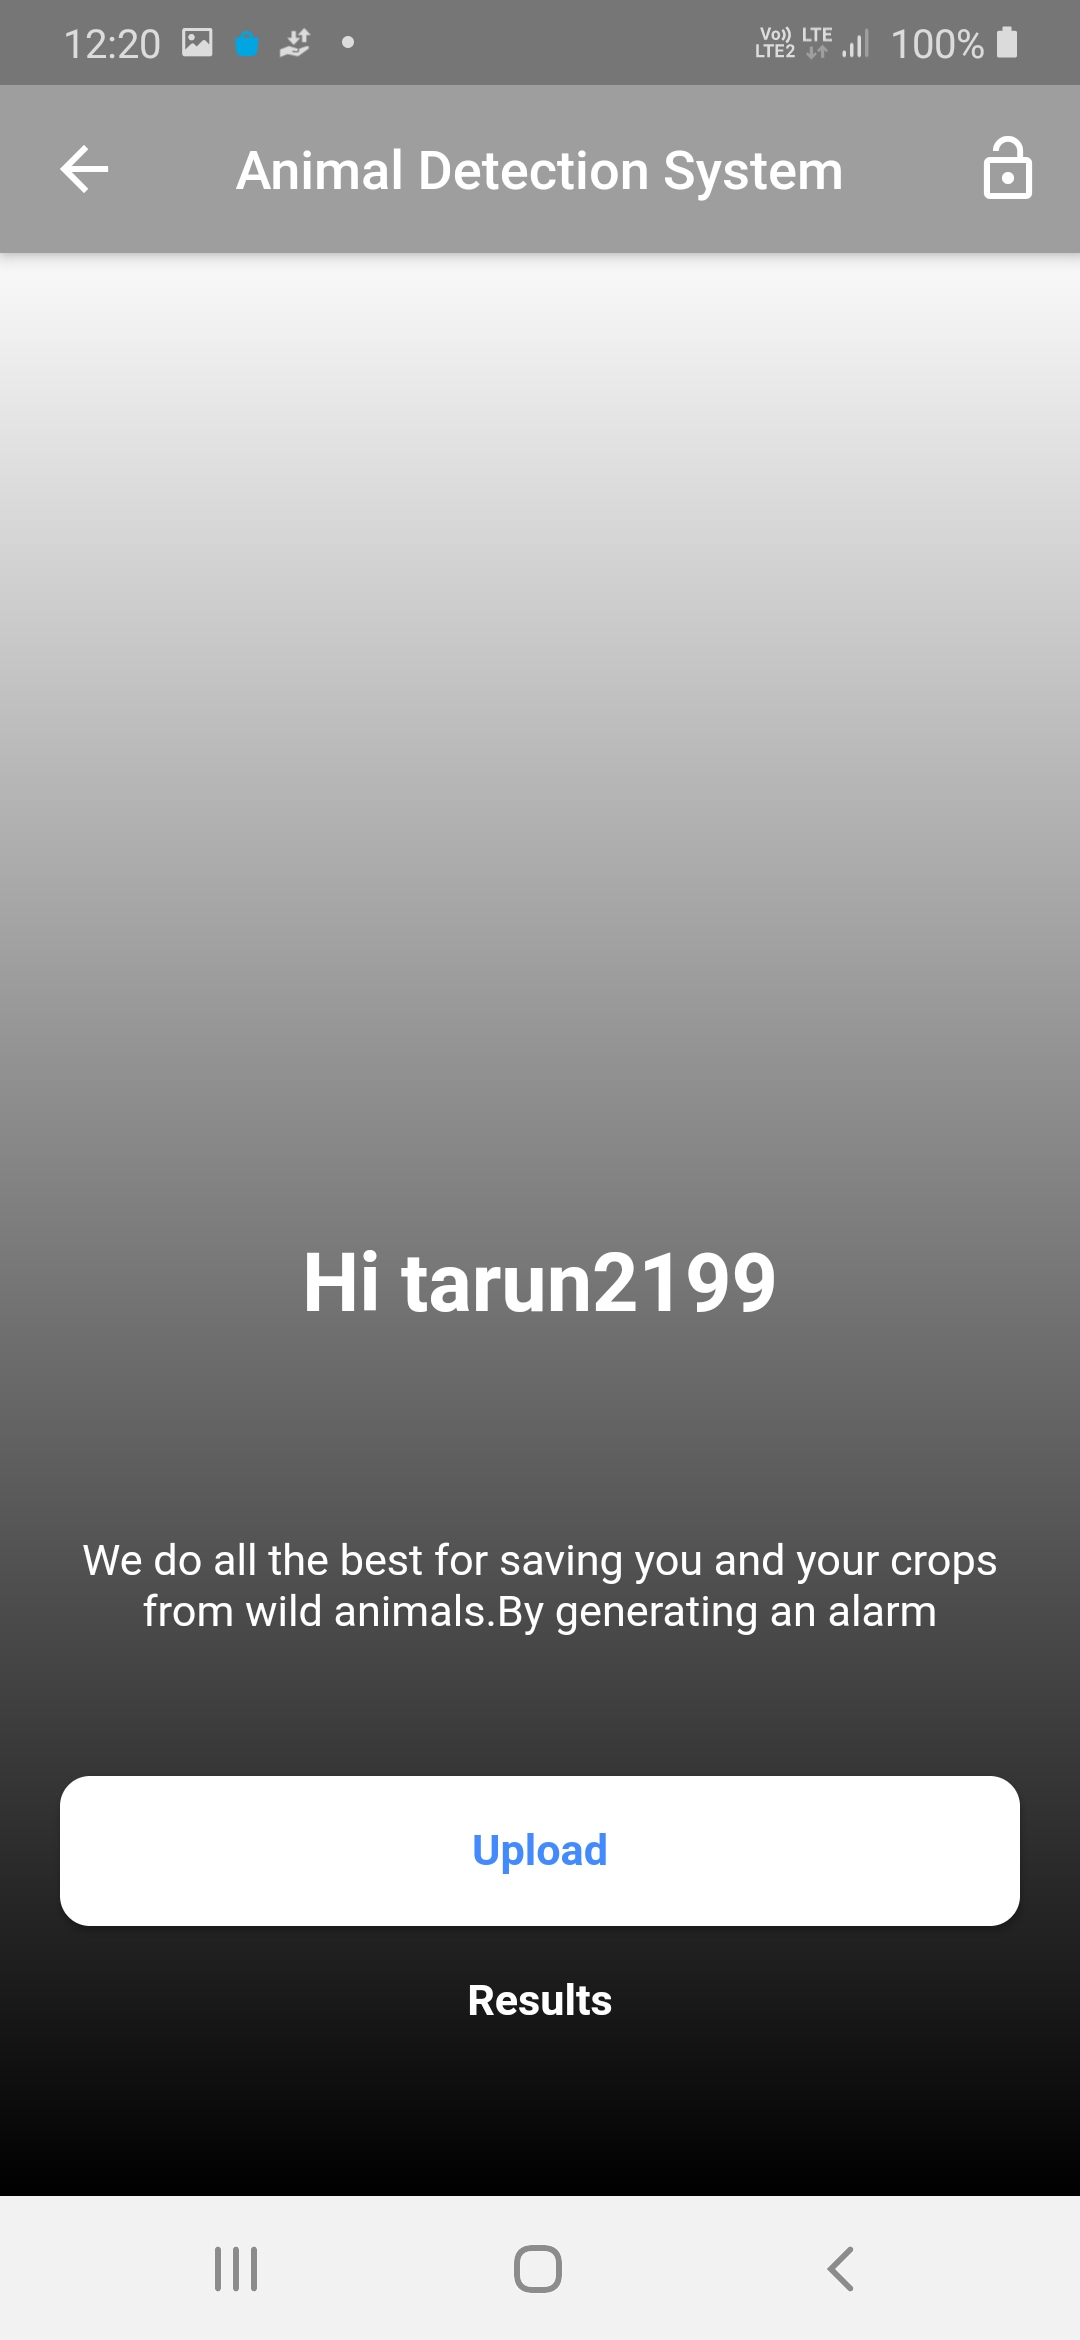 12:20
Vo)) LTE
LTE2
100%
Animal Detection System
Hi tarun2199
We do all the best for saving you and your crops
from wild animals.By generating an alarm
Upload
Results